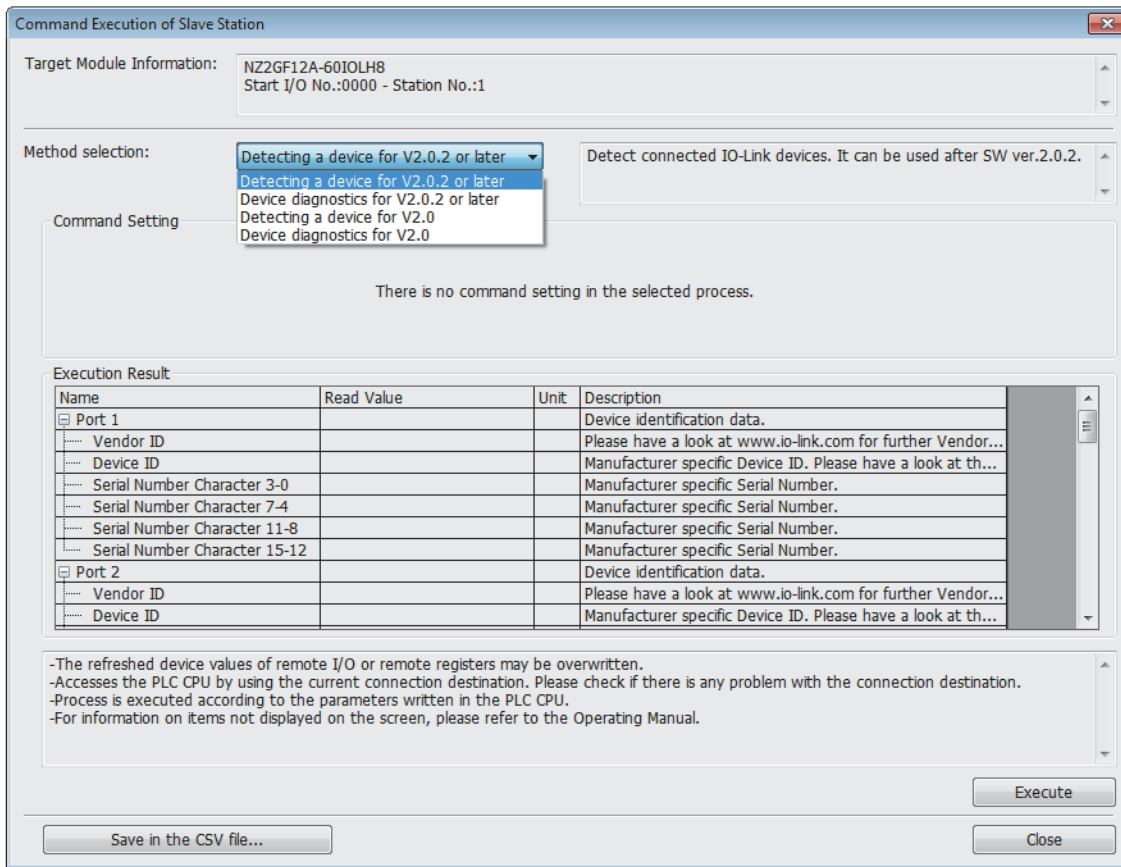 Command Execution of Slave Station
Target Module Information:
NZ2GF12A-60IOLH8
Start I/O No.:0000 - Station No.:1
Method selection:
Detecting a device for V2.0.2 or later
Detect connected IO-Link devices. It can be used after SW ver.2.0.2.
Detecting a device for V2.0.2 or later
Device diagnostics for V2.0.2 or later
Detecting a device for V2.0
Device diagnostics for V2.0
Command Setting
There is no command setting in the selected process.
Execution Result
Name Read Value Unit Description
Port 1 Device identification data.
Vendor ID Please have a look at www.io-link.com for further Vendor...
Device ID Manufacturer specific Device ID. Please have a look at th...
Serial Number Character 3-0 Manufacturer specific Serial Number.
Serial Number Character 7-4 Manufacturer specific Serial Number.
Serial Number Character 11-8 Manufacturer specific Serial Number.
Serial Number Character 15-12 Manufacturer specific Serial Number.
Port 2 Device identification data.
Vendor ID Please have a look at www.io-link.com for further Vendor...
Device ID Manufacturer specific Device ID. Please have a look at th...
-The refreshed device values of remote I/O or remote registers may be overwritten.
-Accesses the PLC CPU by using the current connection destination. Please check if there is any problem with the connection destination.
-Process is executed according to the parameters written in the PLC CPU.
-For information on items not displayed on the screen, please refer to the Operating Manual.
Execute
Save in the CSV file...
Close